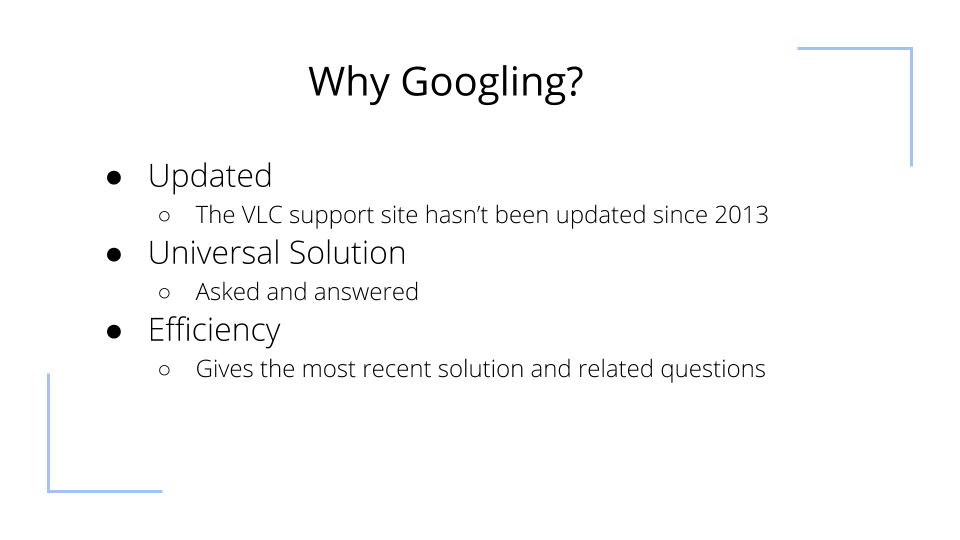 Why Googling?
● Updated
○ The VLC support site hasn’t been updated since 2013
● Universal Solution
○ Asked and answered
● Efficiency
○ Gives the most recent solution and related questions